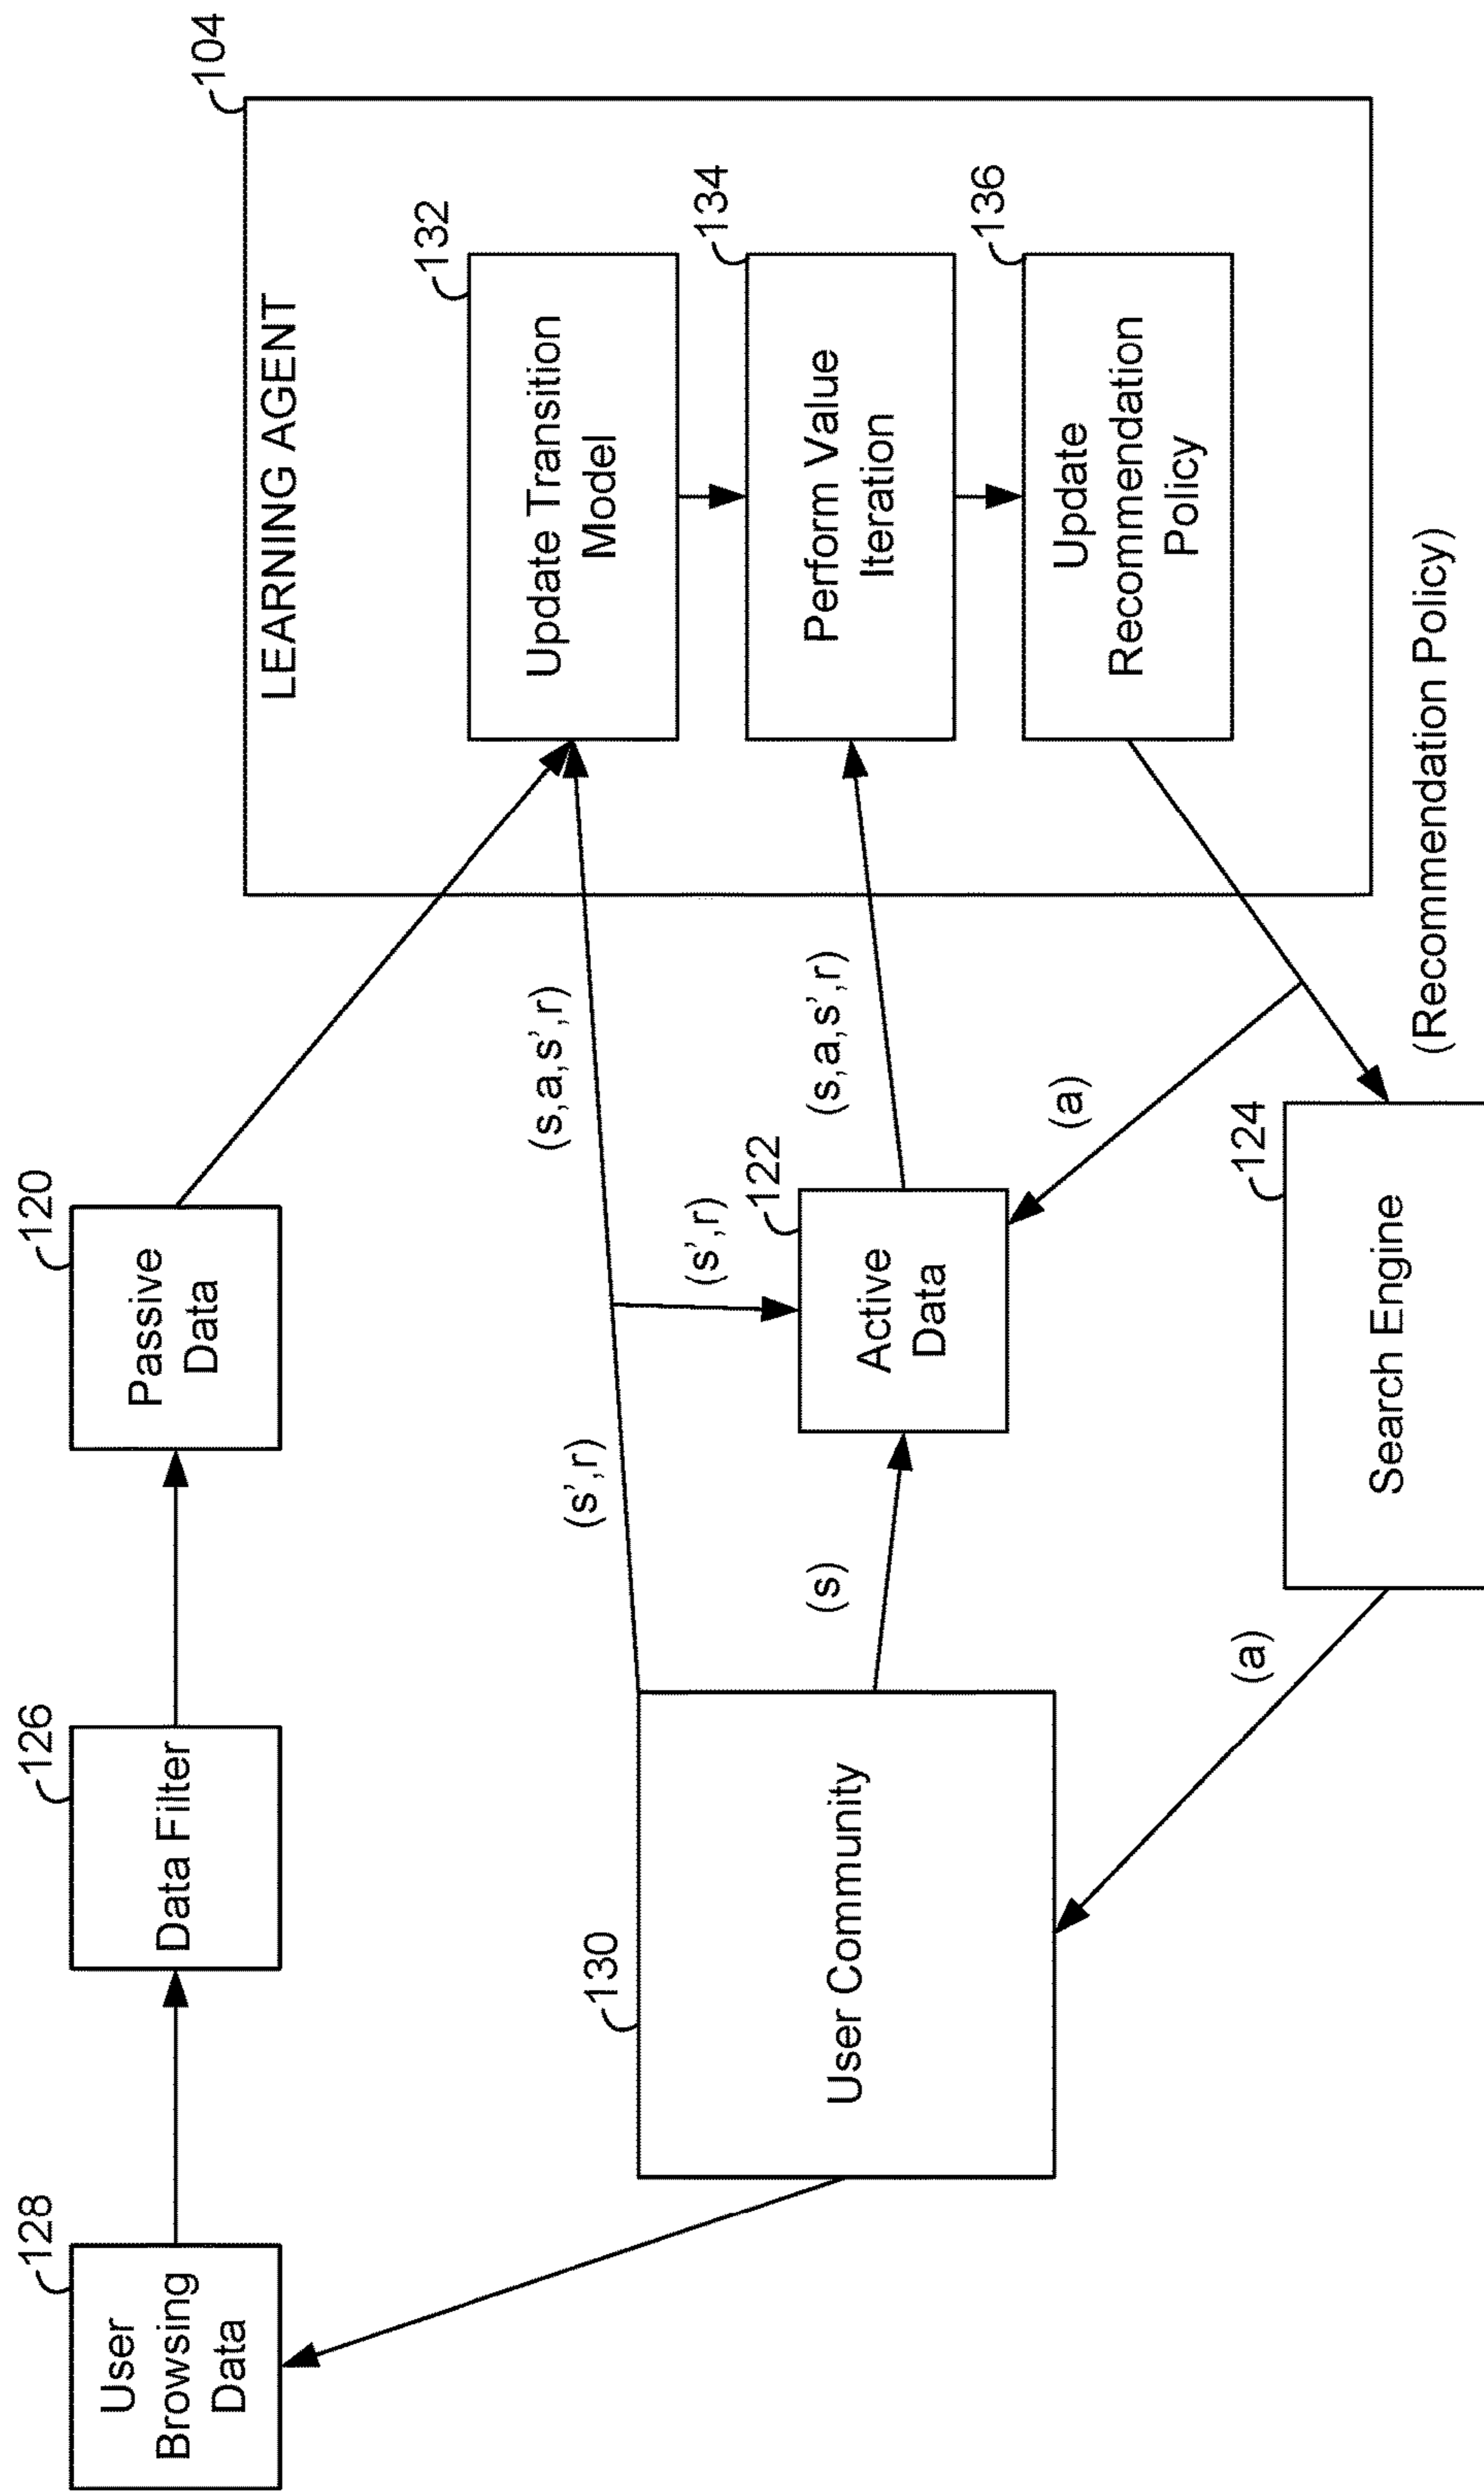 128
User
Browsing
Data
126
Data Filter
120
Passive
Data
104
LEARNING AGENT
132
Update Transition
Model
134
Perform Value
Iteration
136
Update
Recommendation
Policy
130
User Community
(s',r)
(s,a,s',r)
(s',r)
(s)
122
Active
Data
(s,a,s',r)
(a)
(a)
124
Search Engine
(Recommendation Policy)